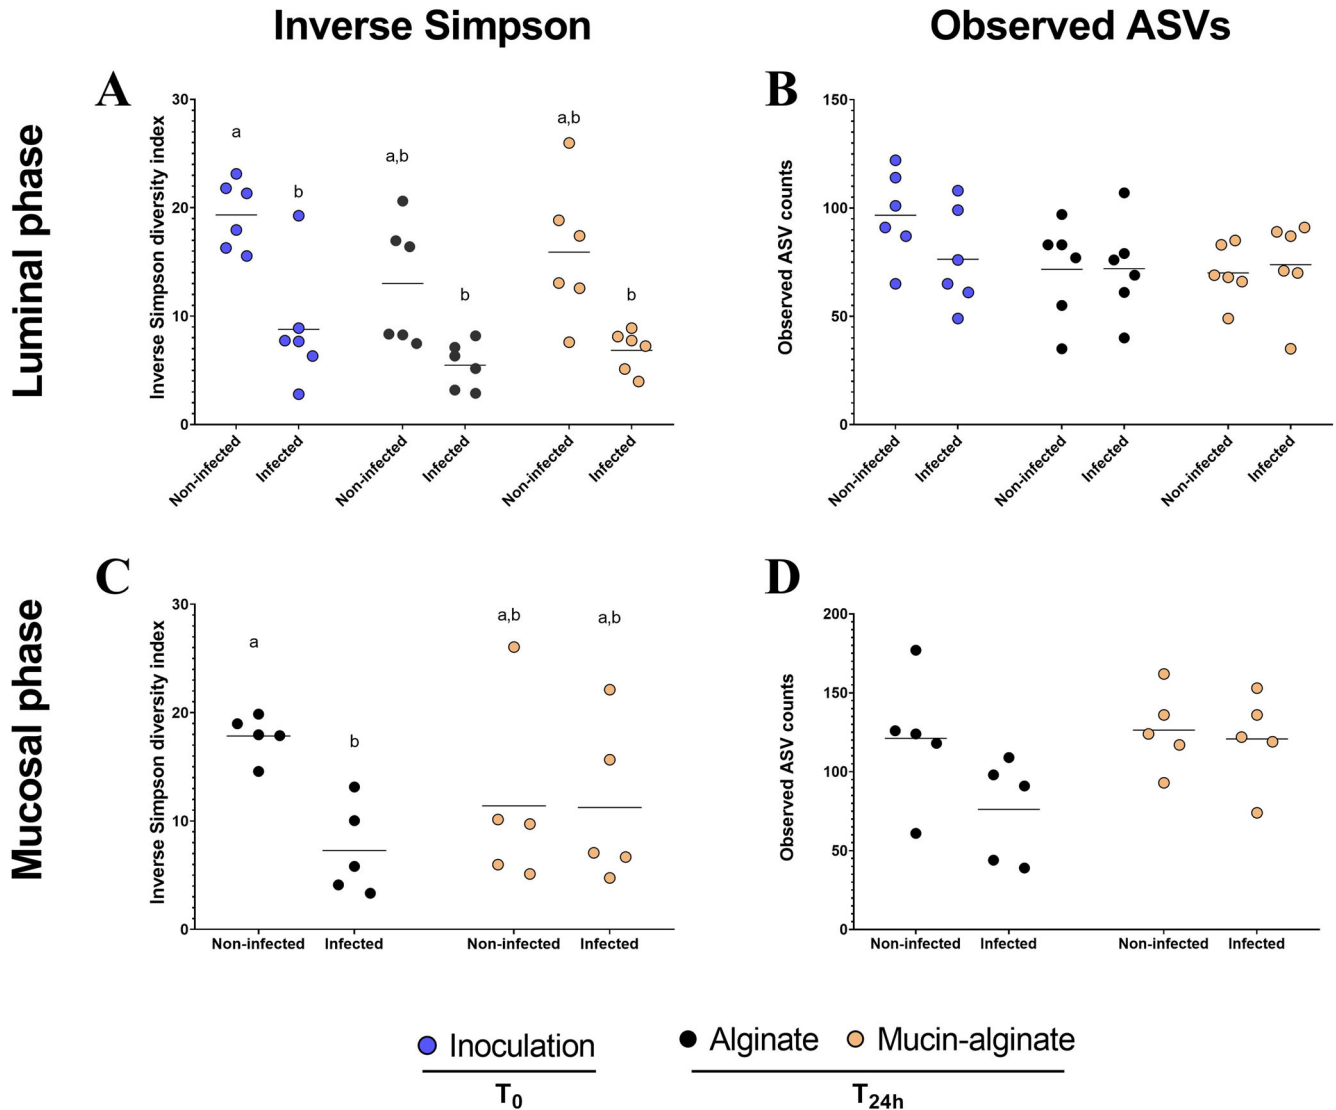 Inverse Simpson
Observed ASVs
Luminal phase
A
Inverse Simpson diversity index
30
20
10
0
a
b
a,b
b
a,b
b
Non-infected
Infected
Non-infected
Infected
Non-infected
Infected
B
Observed ASV counts
150
100
50
0
Non-infected
Infected
Non-infected
Infected
Non-infected
Infected
Mucosal phase
C
Inverse Simpson diversity index
30
20
10
0
a
b
a,b
a,b
Non-infected
Infected
Non-infected
Infected
D
Observed ASV counts
200
150
100
50
0
Non-infected
Infected
Non-infected
Infected
Inoculation
Alginate
Mucin-alginate
T0
T24h